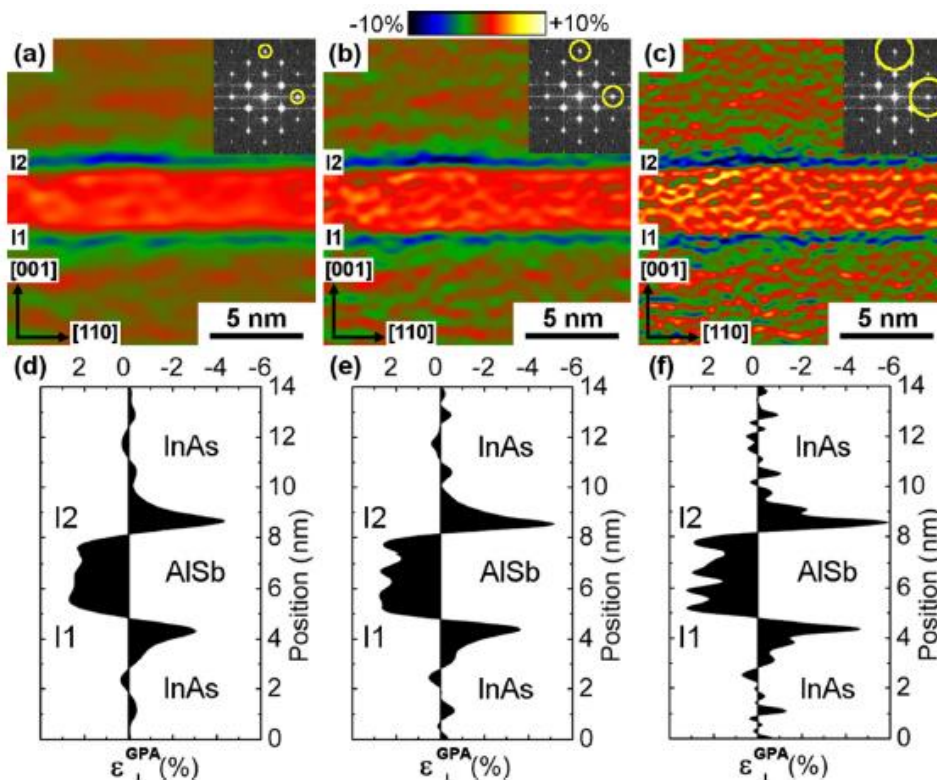 -10% +10%
(a) (b) (c)
I2 I2 I2
I1 I1 I1
[001] [001] [001]
[110] 5 nm [110] 5 nm [110] 5 nm
(d) 2 0 -2 -4 -6 (e) 2 0 -2 -4 -6 (f) 2 0 -2 -4 -6
14 14 14
InAs 12 InAs 12 InAs 12
10 10 10
I2 I2 I2
8 8 8
AlSb AlSb AlSb
6 6 6
I1 I1 I1
4 4 4
InAs InAs InAs
2 2 2
0 0 0
Position (nm) Position (nm) Position (nm)
ε⊥GPA(%) ε⊥GPA(%) ε⊥GPA(%)